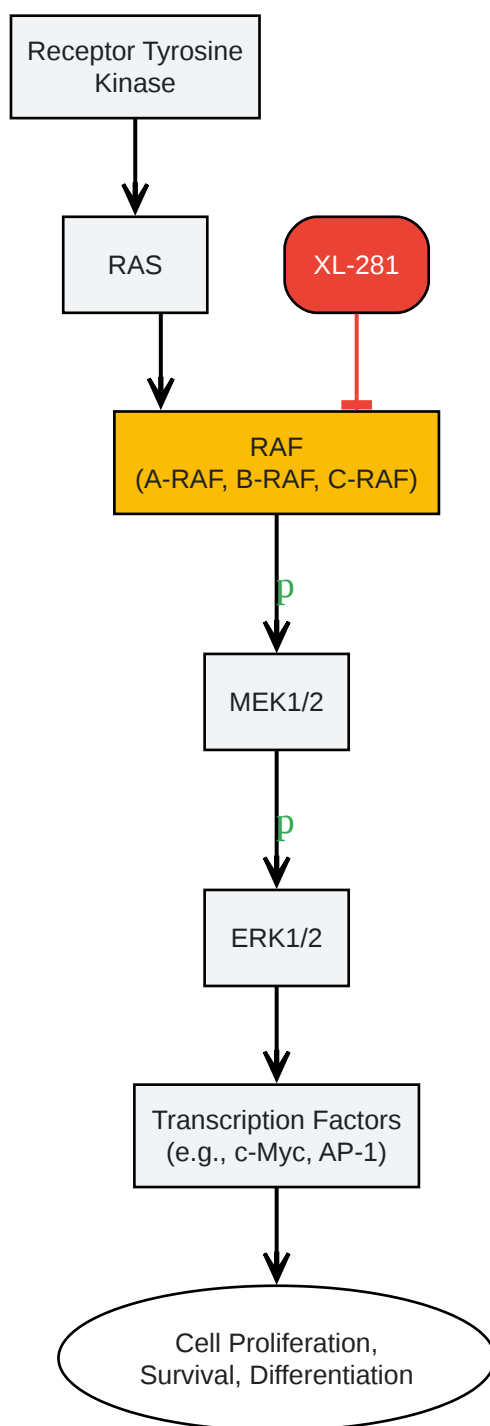 Receptor Tyrosine
Kinase
RAS
XL-281
RAF
(A-RAF, B-RAF, C-RAF)
p
MEK1/2
p
ERK1/2
Transcription Factors
(e.g., c-Myc, AP-1)
Cell Proliferation,
Survival, Differentiation